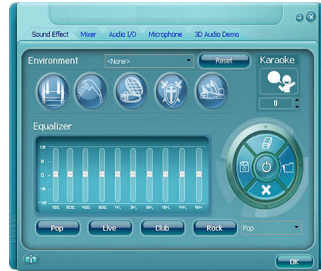 Sound Effect Mixer Audio I/O Microphone 3D Audio Demo
Environment <None> Reset Karaoke
0
Equalizer
Pop Live Club Rock Pop
OK